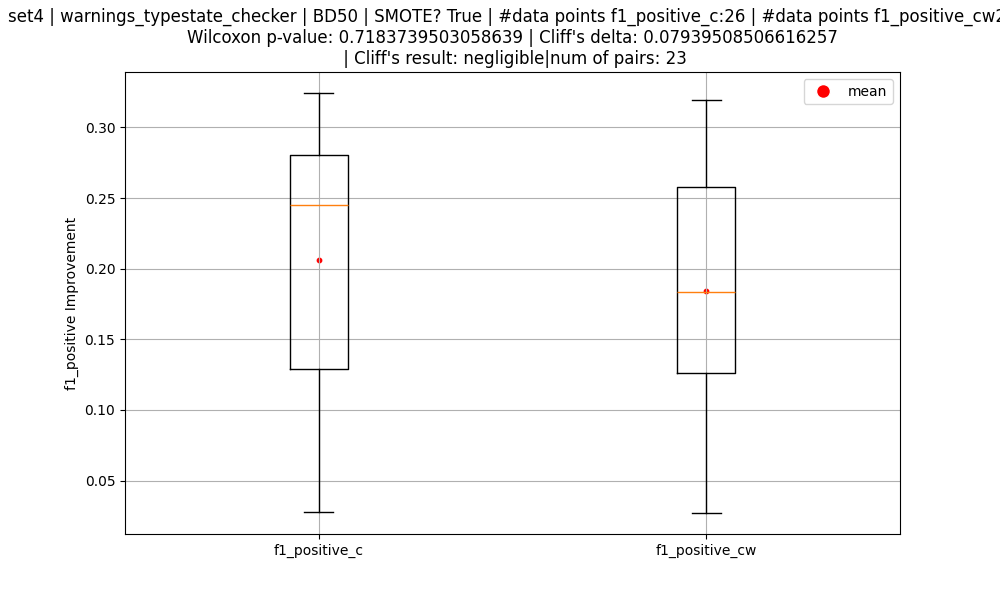 set4 | warnings_typestate_checker | BD50 | SMOTE? True | #data points f1_positive_c:26 | #data points f1_positive_cw2
Wilcoxon p-value: 0.7183739503058639 | Cliff's delta: 0.07939508506616257
| Cliff's result: negligible|num of pairs: 23
mean
0.30
0.25
0.20
0.15
0.10
0.05
f1_positive Improvement
f1_positive_c
f1_positive_cw